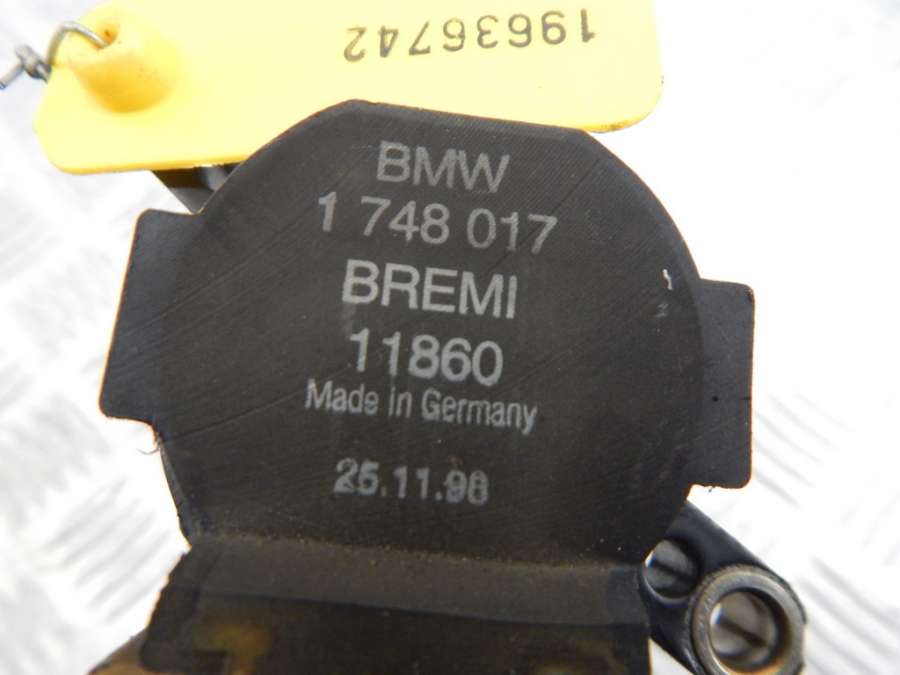 19636742
BMW
1 748 017
BREMI
11860
Made in Germany
25.11.98